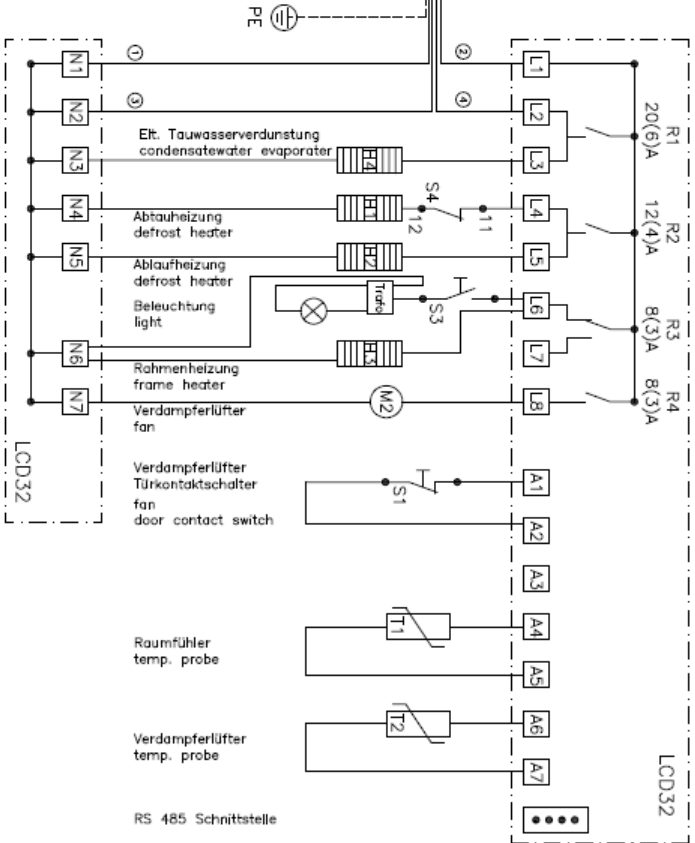 PE
①
②
③
④
N1
L1
N2
L2
R1
20(6)A
Elt. Tauwasserverdunstung
condensatewater evaporater
N3
H4
L3
N4
Abtauheizung
defrost heater
H1
S4
12
11
L4
R2
12(4)A
N5
Ablaufheizung
defrost heater
H2
L5
Beleuchtung
light
Trafo
S3
L6
R3
8(3)A
N6
H3
L7
Rahmenheizung
frame heater
N7
Verdampferlüfter
fan
M2
L8
R4
8(3)A
LCD32
Verdampferlüfter
Türkontaktschalter
fan
door contact switch
S1
A1
A2
A3
Raumfühler
temp. probe
T1
A4
A5
Verdampferlüfter
temp. probe
T2
A6
A7
LCD32
RS 485 Schnittstelle